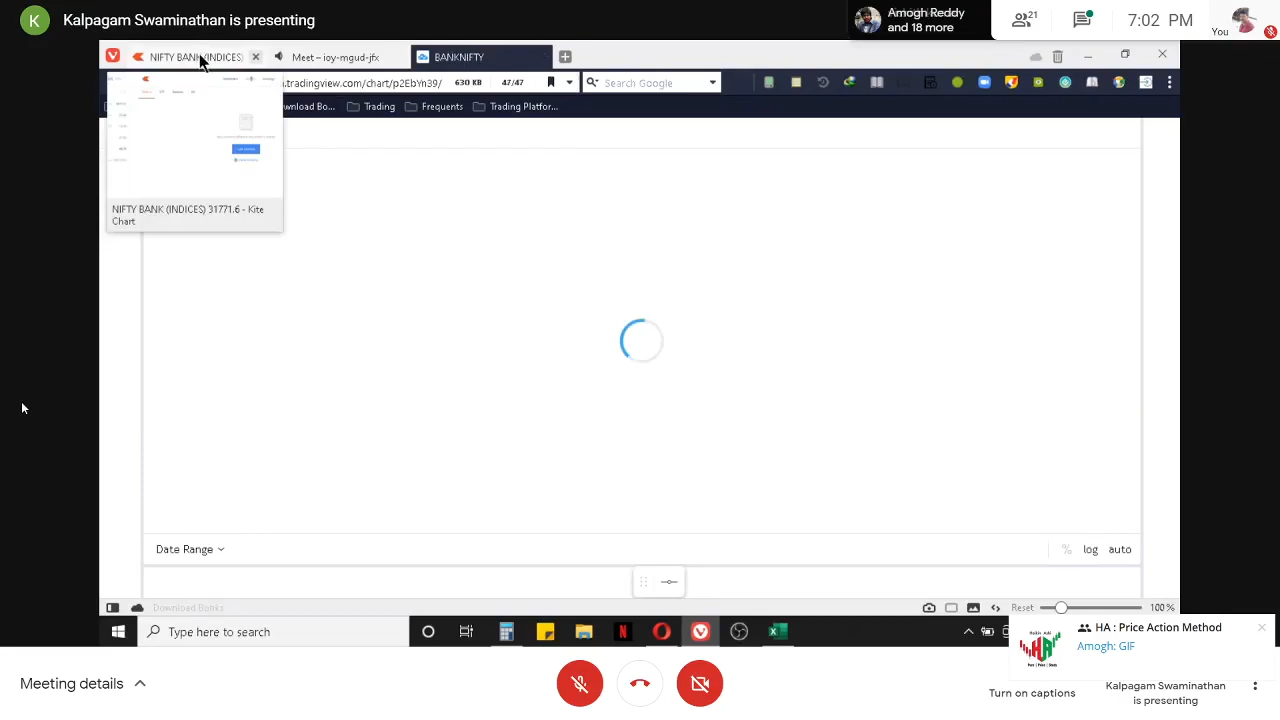 K Kalpagam Swaminathan is presenting
Amogh Reddy
and 18 more
21
7:02 PM
You
NIFTY BANK (INDICES)
Meet – ioy-mgud-jfx
BANKNIFTY
.tradingview.com/chart/p2EbYn39/ 630 KB 47/47
Search Google
wnload Bo... Trading Frequents Trading Platfor...
NIFTY BANK (INDICES) 31771.6 - Kite
Chart
Date Range
% log auto
Download Books
Reset 100 %
Type here to search
HA : Price Action Method
Amogh: GIF
Meeting details
Turn on captions
Kalpagam Swaminathan
is presenting